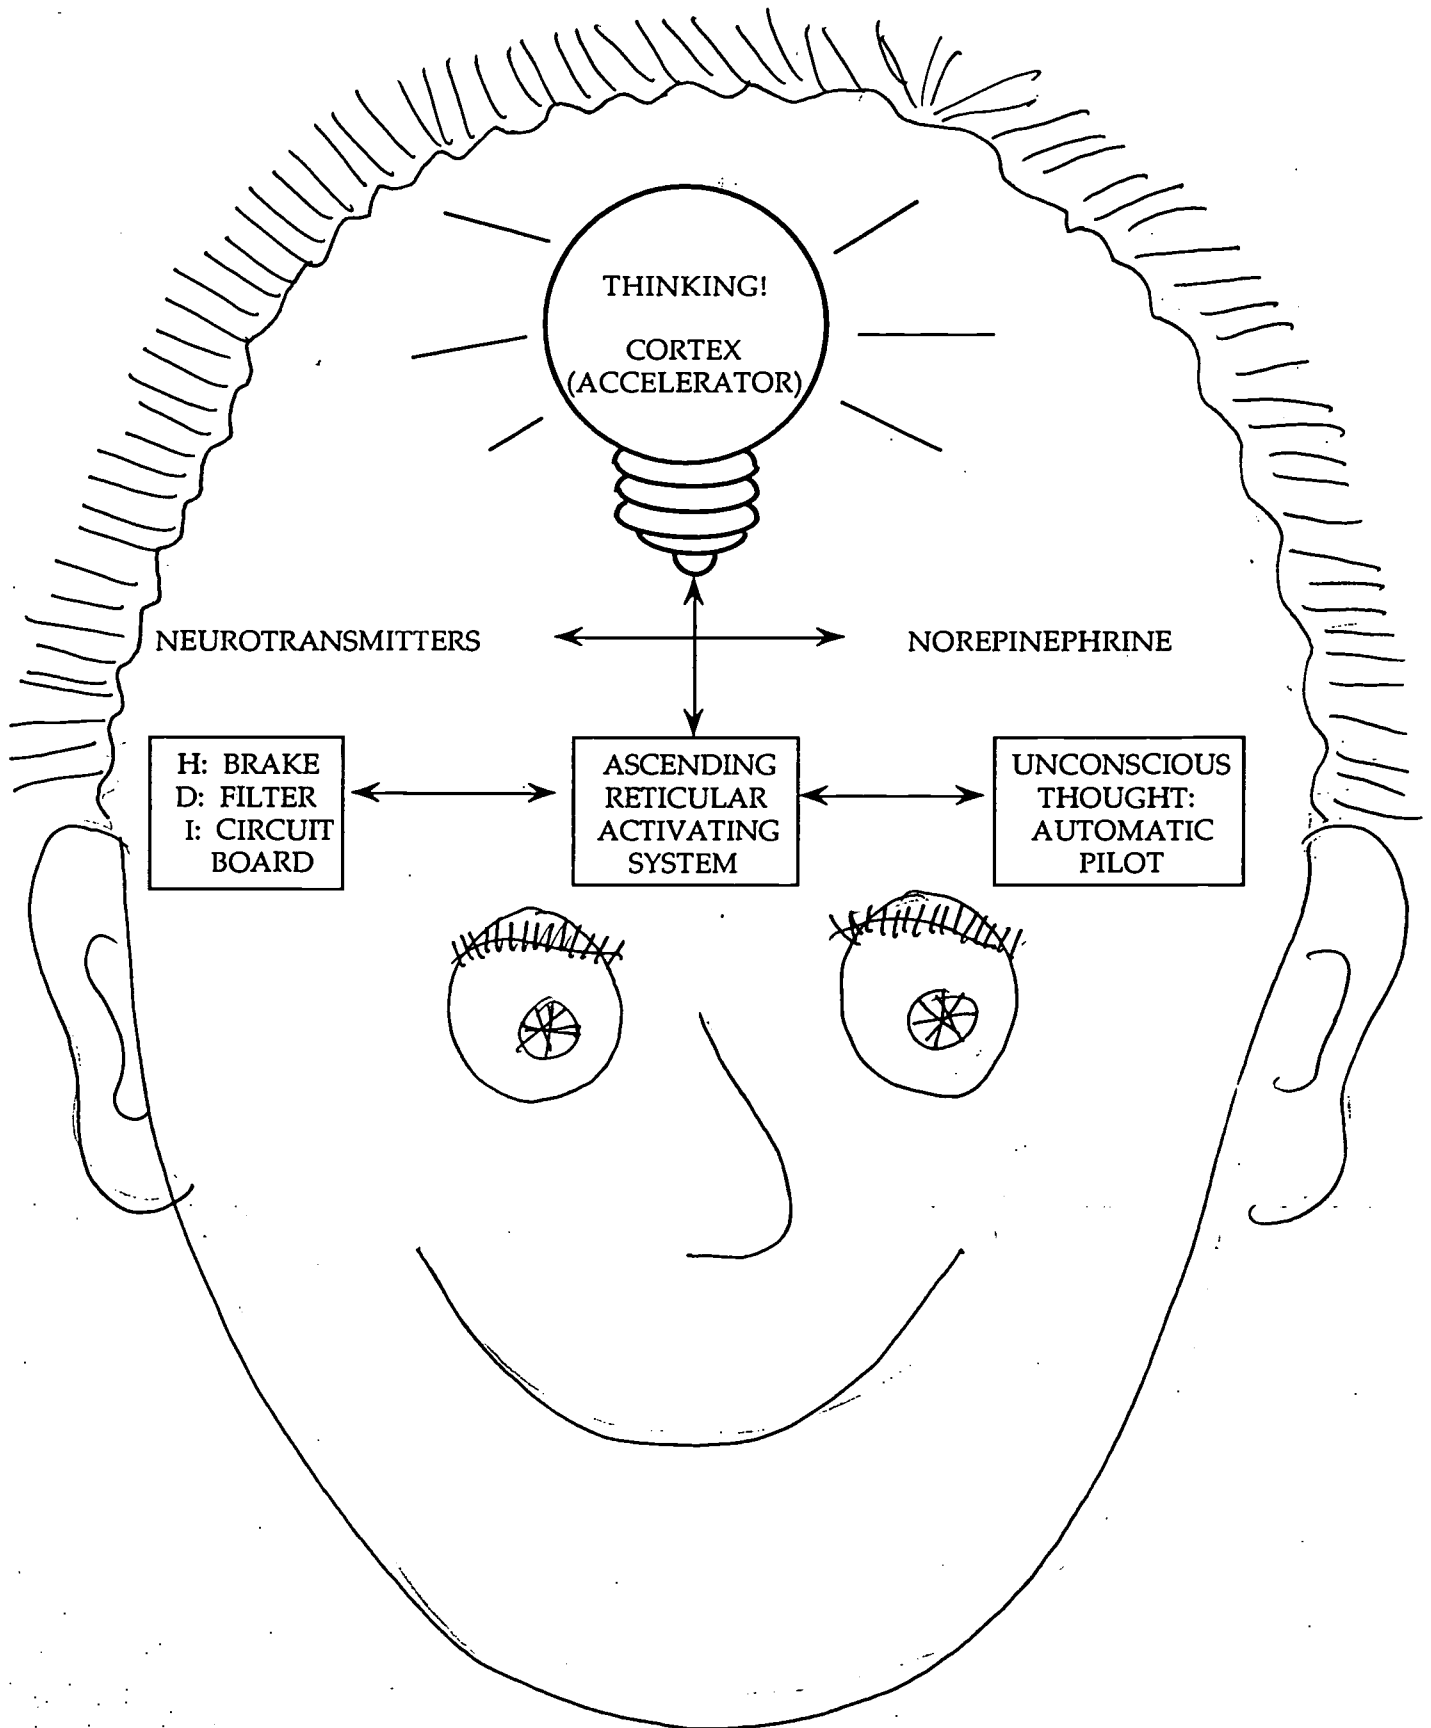 THINKING!
CORTEX
(ACCELERATOR)
NEUROTRANSMITTERS
NOREPINEPHRINE
H: BRAKE
D: FILTER
I: CIRCUIT
BOARD
ASCENDING
RETICULAR
ACTIVATING
SYSTEM
UNCONSCIOUS
THOUGHT:
AUTOMATIC
PILOT